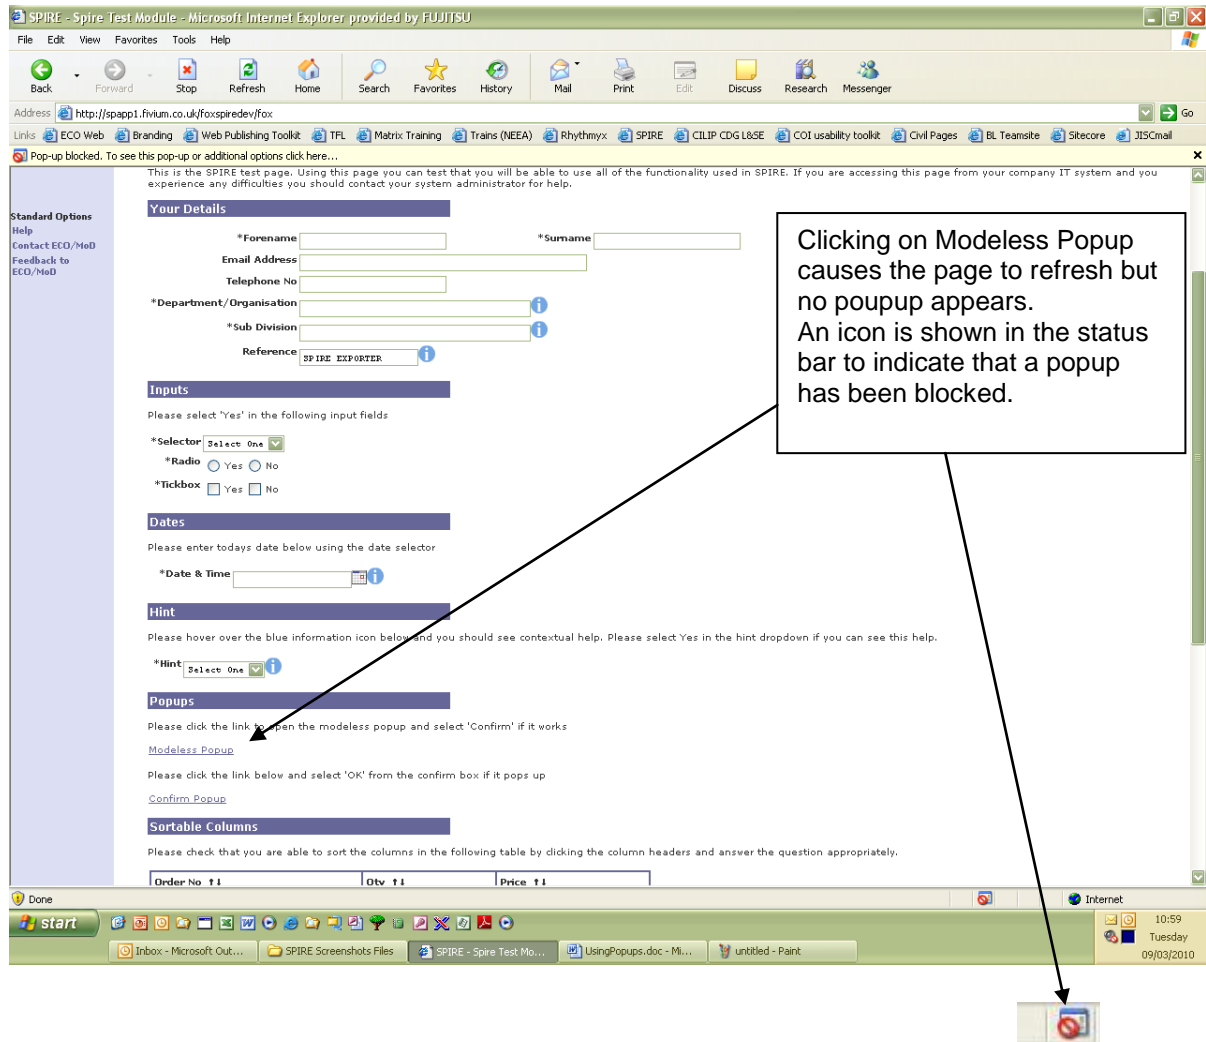 SPIRE - Spire Test Module - Microsoft Internet Explorer provided by FUJITSU
File Edit View Favorites Tools Help
Back Forward Stop Refresh Home Search Favorites History Mail Print Edit Discuss Research Messenger
Address http://spapp1.fivium.co.uk/foxspiredev/fox Go
Links ECO Web Branding Web Publishing Toolkit TFL Matrix Training Trains (NEEA) Rhythmyx SPIRE CILIP CDG L&SE COI usability toolkit Civil Pages BL Teamsite Sitecore JISCmail
Pop-up blocked. To see this pop-up or additional options click here...
This is the SPIRE test page. Using this page you can test that you will be able to use all of the functionality used in SPIRE. If you are accessing this page from your company IT system and you
experience any difficulties you should contact your system administrator for help.
Standard Options
Help
Contact ECO/MoD
Feedback to
ECO/MoD
Your Details
*Forename *Surname
Email Address
Telephone No
*Department/Organisation
*Sub Division
Reference SPIRE EXPORTER
Clicking on Modeless Popup
causes the page to refresh but
no poupup appears.
An icon is shown in the status
bar to indicate that a popup
has been blocked.
Inputs
Please select 'Yes' in the following input fields
*Selector Select One
*Radio Yes No
*Tickbox Yes No
Dates
Please enter todays date below using the date selector
*Date & Time
Hint
Please hover over the blue information icon below and you should see contextual help. Please select Yes in the hint dropdown if you can see this help.
*Hint Select One
Popups
Please click the link to open the modeless popup and select 'Confirm' if it works
Modeless Popup
Please click the link below and select 'OK' from the confirm box if it pops up
Confirm Popup
Sortable Columns
Please check that you are able to sort the columns in the following table by clicking the column headers and answer the question appropriately.
Order No ↑↓ Qty ↑↓ Price ↑↓
Done Internet
start 10:59
Inbox - Microsoft Out... SPIRE Screenshots Files SPIRE - Spire Test Mo... UsingPopups.doc - Mi... untitled - Paint Tuesday
09/03/2010